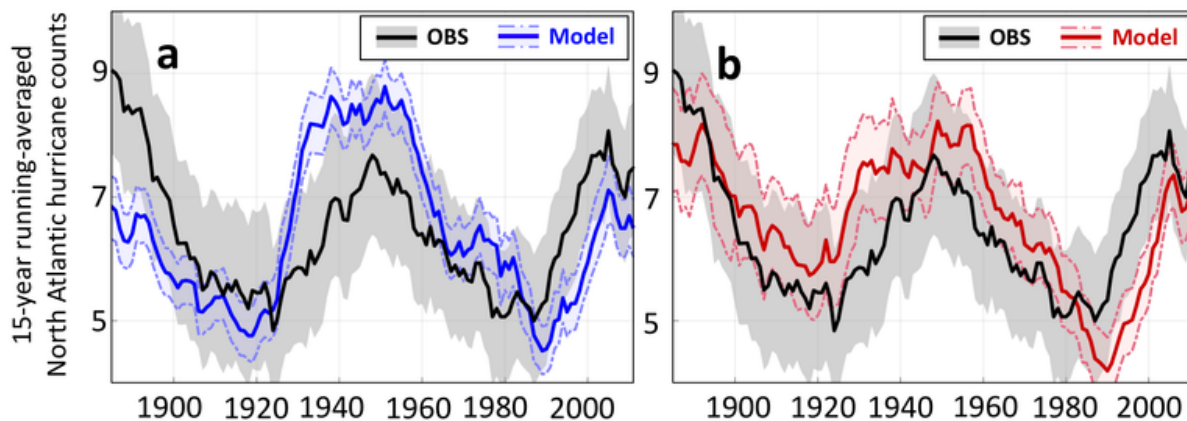 15-year running-averaged
North Atlantic hurricane counts
a
OBS Model
9
7
5
1900 1920 1940 1960 1980 2000
b
OBS Model
9
7
5
1900 1920 1940 1960 1980 2000